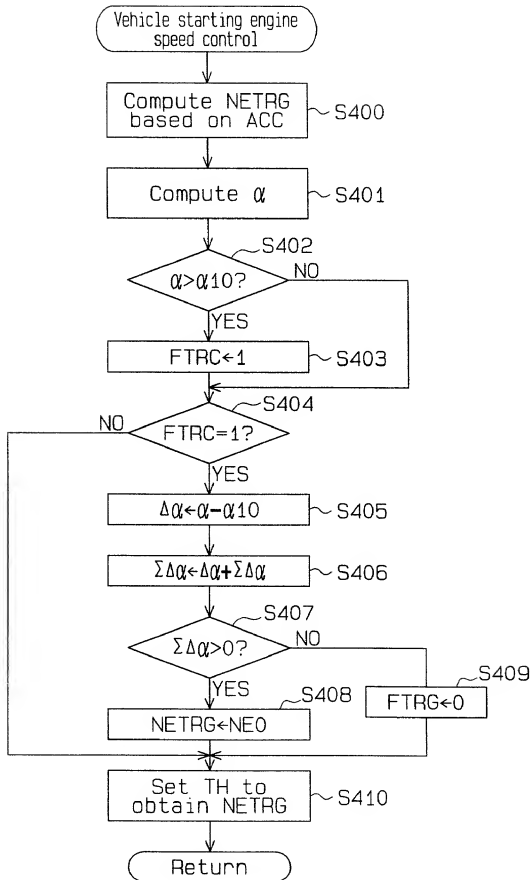 Vehicle starting engine
speed control
Compute NETRG
based on ACC
S400
Compute α
S401
S402
α>α10?
NO
YES
FTRC←1
S403
S404
NO
FTRC=1?
YES
Δα←α-α10
S405
ΣΔα←Δα+ΣΔα
S406
S407
ΣΔα>0?
NO
YES
S409
FTRG←0
S408
NETRG←NE0
Set TH to
obtain NETRG
S410
Return